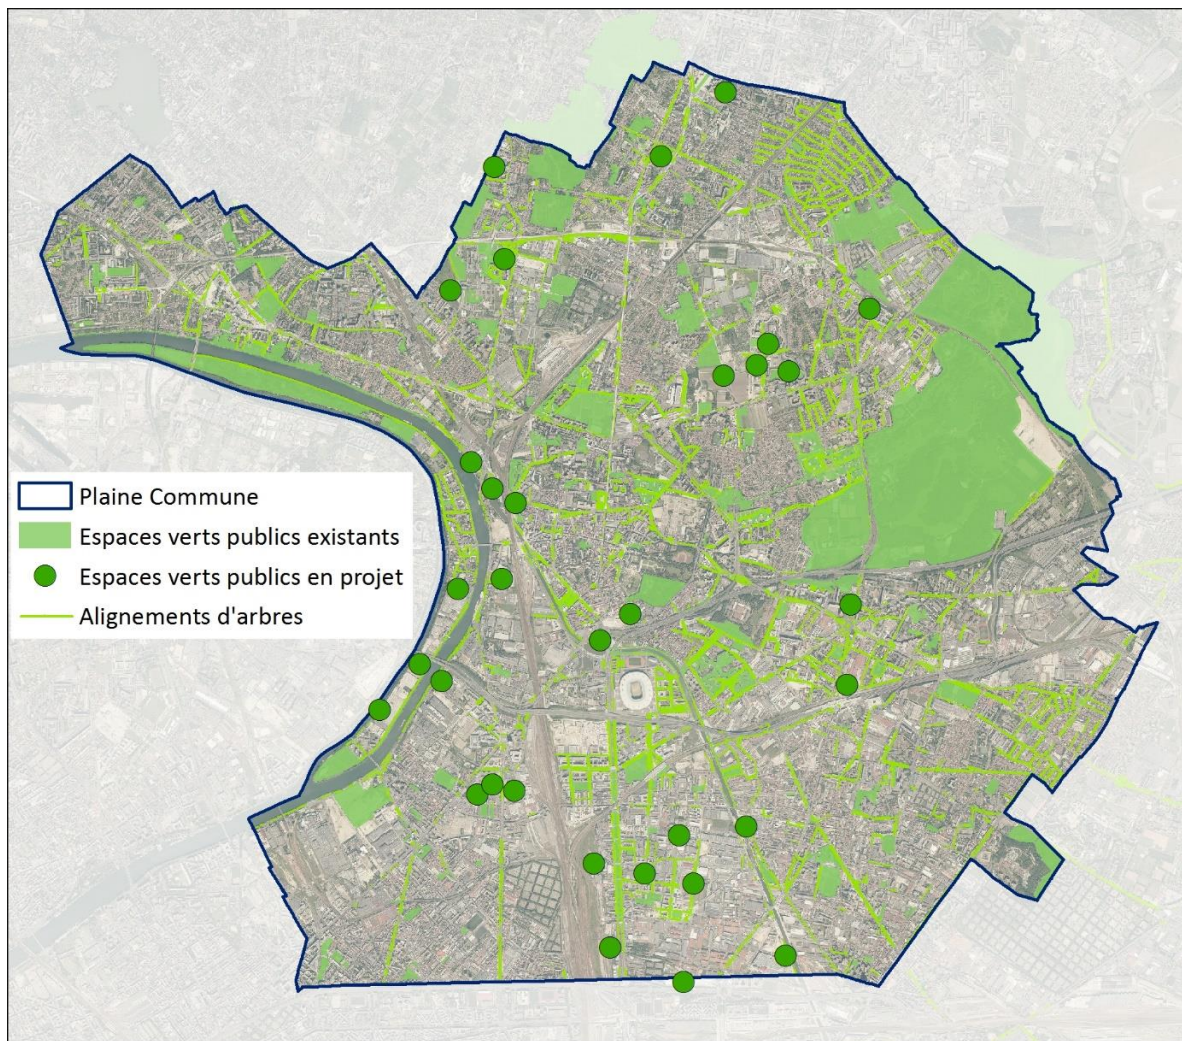 Plaine Commune
Espaces verts publics existants
Espaces verts publics en projet
Alignements d'arbres